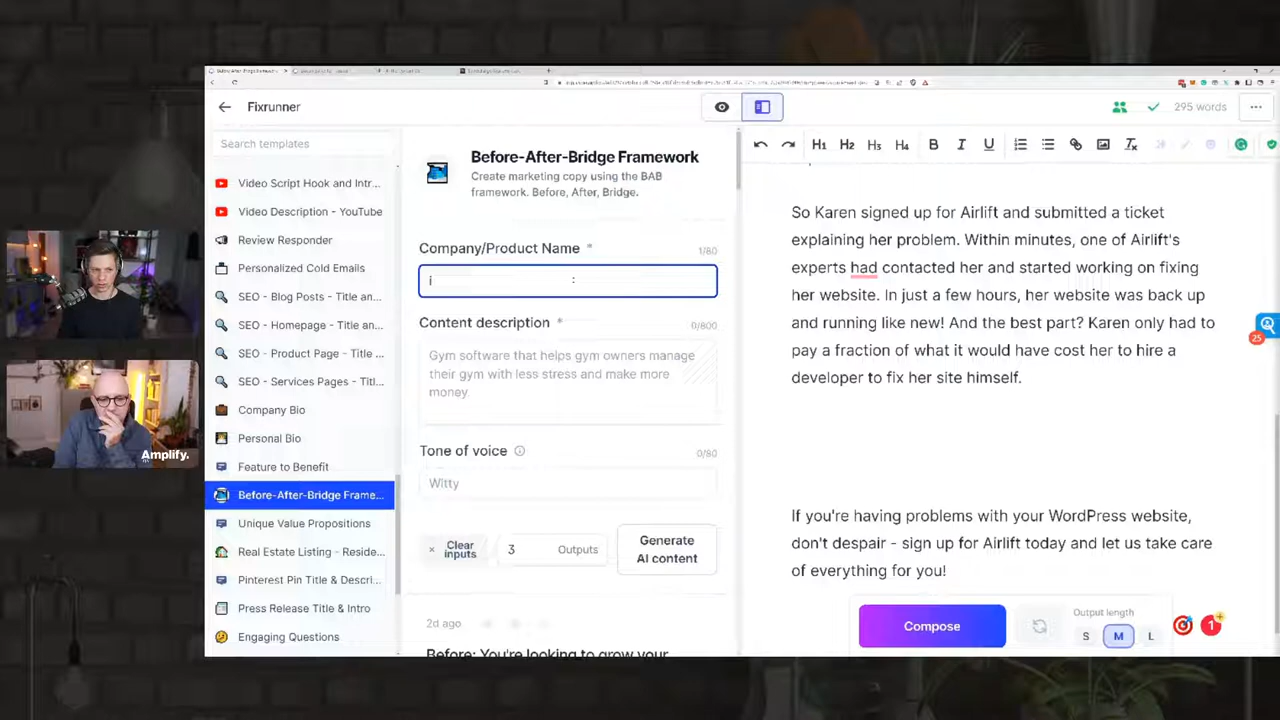 Fixrunner
295 words
Search templates
Video Script Hook and Intr...
Video Description - YouTube
Review Responder
Personalized Cold Emails
SEO - Blog Posts - Title an...
SEO - Homepage - Title an...
SEO - Product Page - Title ...
SEO - Services Pages - Titl...
Company Bio
Personal Bio
Feature to Benefit
Before-After-Bridge Frame...
Unique Value Propositions
Real Estate Listing - Reside...
Pinterest Pin Title & Descri...
Press Release Title & Intro
Engaging Questions
Before-After-Bridge Framework
Create marketing copy using the BAB
framework. Before, After, Bridge.
Company/Product Name *
1/80
i
Content description *
0/800
Gym software that helps gym owners manage
their gym with less stress and make more
money.
Tone of voice
0/80
Witty
× Clear inputs
3 Outputs
Generate
AI content
2d ago
Before: You're looking to grow your
H1 H2 H3 H4 B I U
So Karen signed up for Airlift and submitted a ticket
explaining her problem. Within minutes, one of Airlift's
experts had contacted her and started working on fixing
her website. In just a few hours, her website was back up
and running like new! And the best part? Karen only had to
pay a fraction of what it would have cost her to hire a
developer to fix her site himself.
If you're having problems with your WordPress website,
don't despair - sign up for Airlift today and let us take care
of everything for you!
Compose
Output length
S M L
1
25
Amplify.